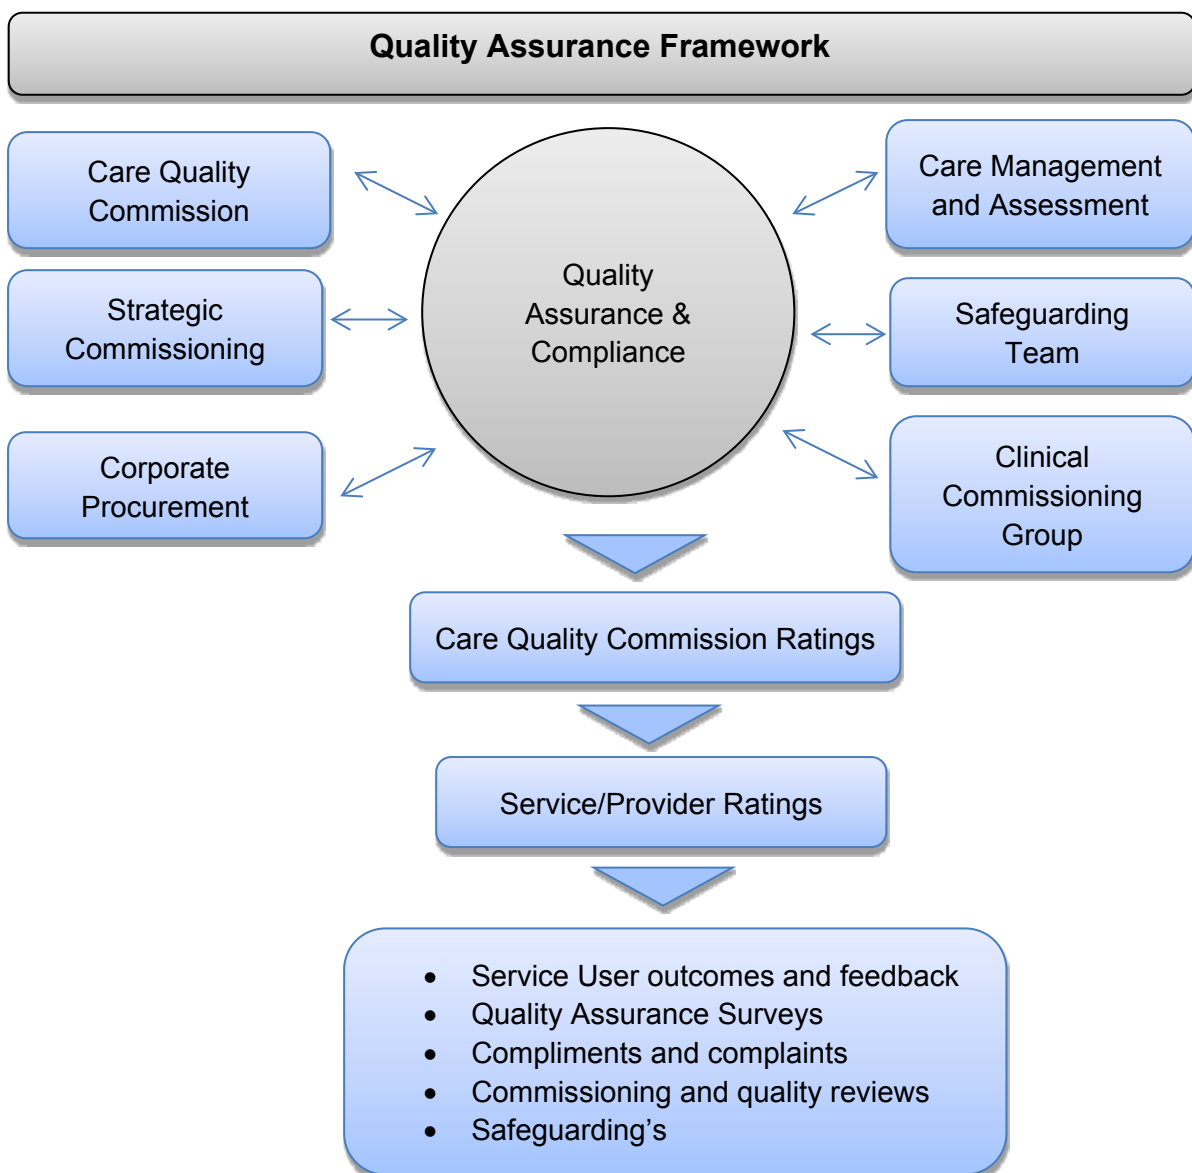 Quality Assurance Framework
Care Quality
Commission
Strategic
Commissioning
Corporate
Procurement
Quality
Assurance &
Compliance
Care Management
and Assessment
Safeguarding
Team
Clinical
Commissioning
Group
Care Quality Commission Ratings
Service/Provider Ratings
• Service User outcomes and feedback
• Quality Assurance Surveys
• Compliments and complaints
• Commissioning and quality reviews
• Safeguarding’s